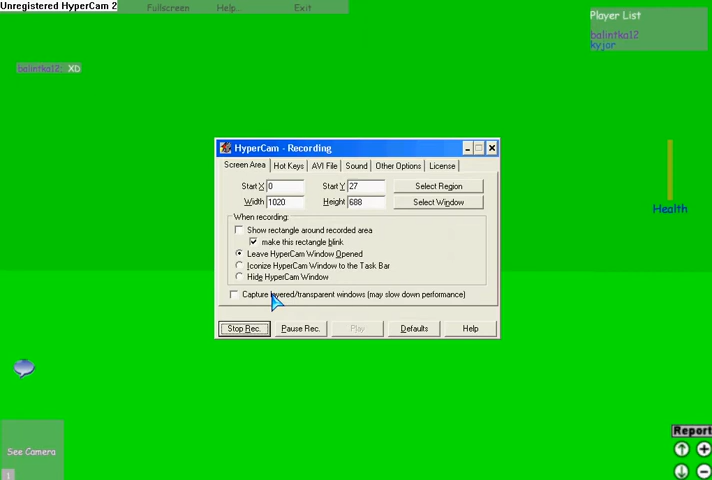 Unregistered HyperCam 2
Fullscreen Help... Exit
Player List
balintka12
kyjor
balintka12: XD
Health
HyperCam - Recording
Screen Area Hot Keys AVI File Sound Other Options License
Start X 0 Start Y 27 Select Region
Width 1020 Height 688 Select Window
When recording:
Show rectangle around recorded area
make this rectangle blink
Leave HyperCam Window Opened
Iconize HyperCam Window to the Task Bar
Hide HyperCam Window
Capture layered/transparent windows (may slow down performance)
Stop Rec. Pause Rec. Play Defaults Help
See Camera
1
Report